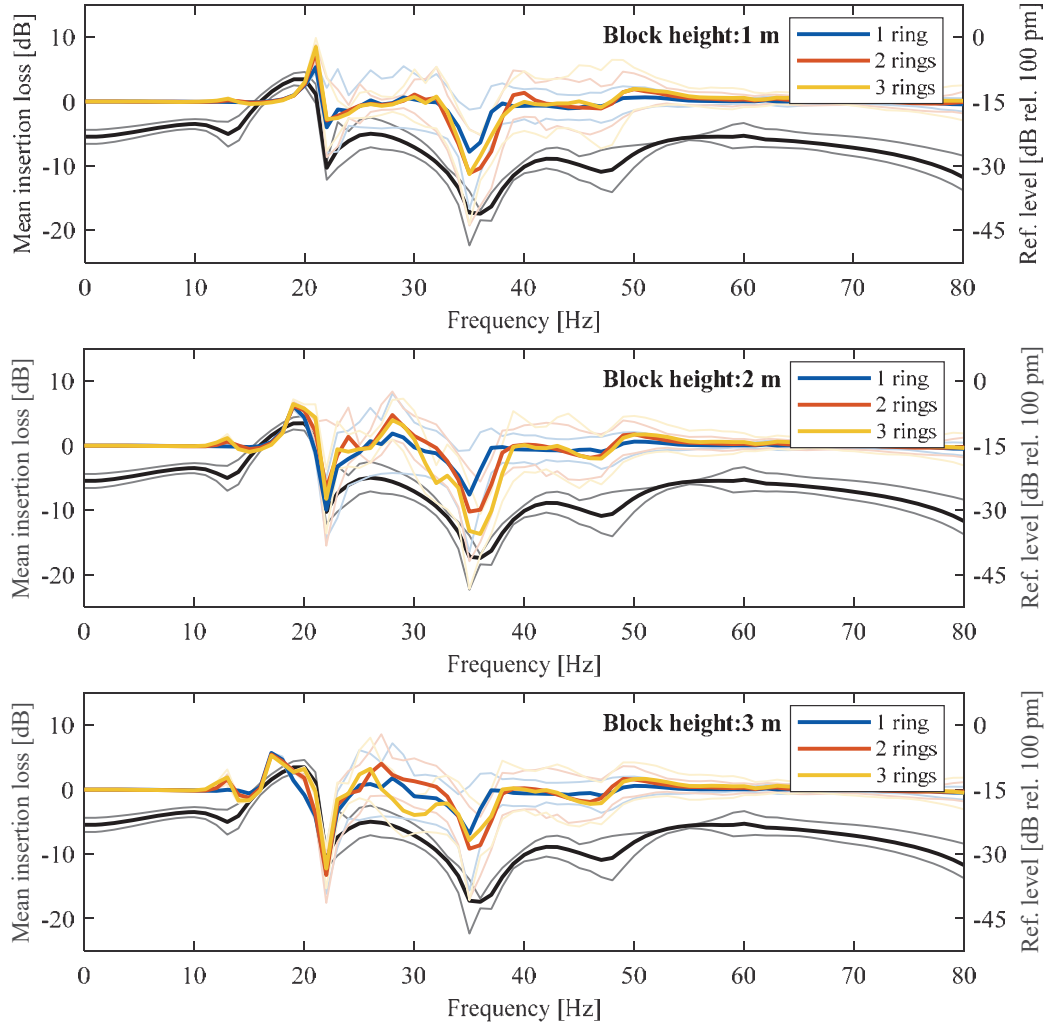 Block height:1 m
1 ring
2 rings
3 rings
Mean insertion loss [dB]
10
0
-10
-20
0
-15
-30
-45
Ref. level [dB rel. 100 pm]
0 10 20 30 40 50 60 70 80
Frequency [Hz]
Block height:2 m
1 ring
2 rings
3 rings
Mean insertion loss [dB]
10
0
-10
-20
0
-15
-30
-45
Ref. level [dB rel. 100 pm]
0 10 20 30 40 50 60 70 80
Frequency [Hz]
Block height:3 m
1 ring
2 rings
3 rings
Mean insertion loss [dB]
10
0
-10
-20
0
-15
-30
-45
Ref. level [dB rel. 100 pm]
0 10 20 30 40 50 60 70 80
Frequency [Hz]